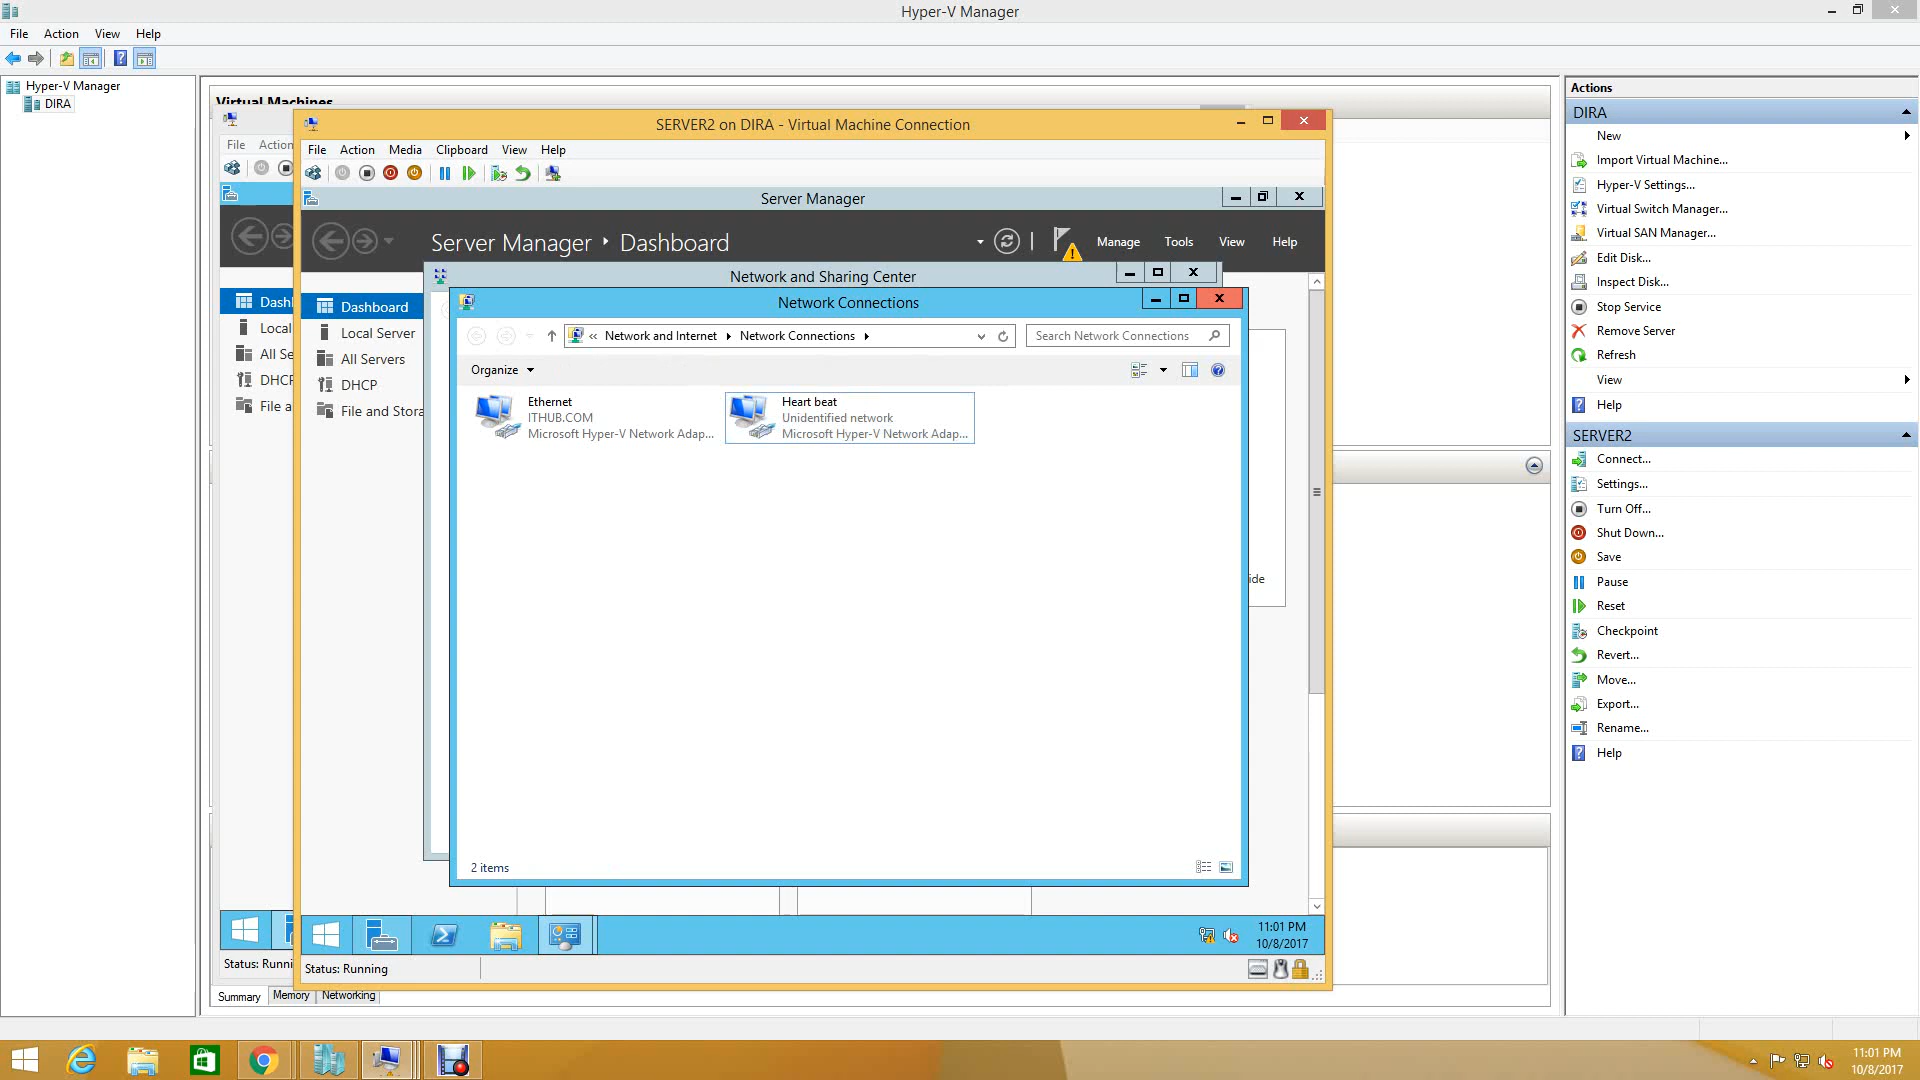 Hyper-V Manager
File Action View Help
Hyper-V Manager
DIRA
Virtual Machines
File Action
SERVER2 on DIRA - Virtual Machine Connection
File Action Media Clipboard View Help
Server Manager
Server Manager Dashboard
Manage Tools View Help
Network and Sharing Center
Network Connections
« Network and Internet Network Connections
Search Network Connections
Organize
Ethernet
ITHUB.COM
Microsoft Hyper-V Network Adap...
Heart beat
Unidentified network
Microsoft Hyper-V Network Adap...
Dashboard
Local Server
All Servers
DHCP
File and Stora
Dash
Local
All Se
DHCP
File a
ide
2 items
11:01 PM
10/8/2017
Status: Runni
Status: Running
Summary Memory Networking
Actions
DIRA
New
Import Virtual Machine...
Hyper-V Settings...
Virtual Switch Manager...
Virtual SAN Manager...
Edit Disk...
Inspect Disk...
Stop Service
Remove Server
Refresh
View
Help
SERVER2
Connect...
Settings...
Turn Off...
Shut Down...
Save
Pause
Reset
Checkpoint
Revert...
Move...
Export...
Rename...
Help
11:01 PM
10/8/2017